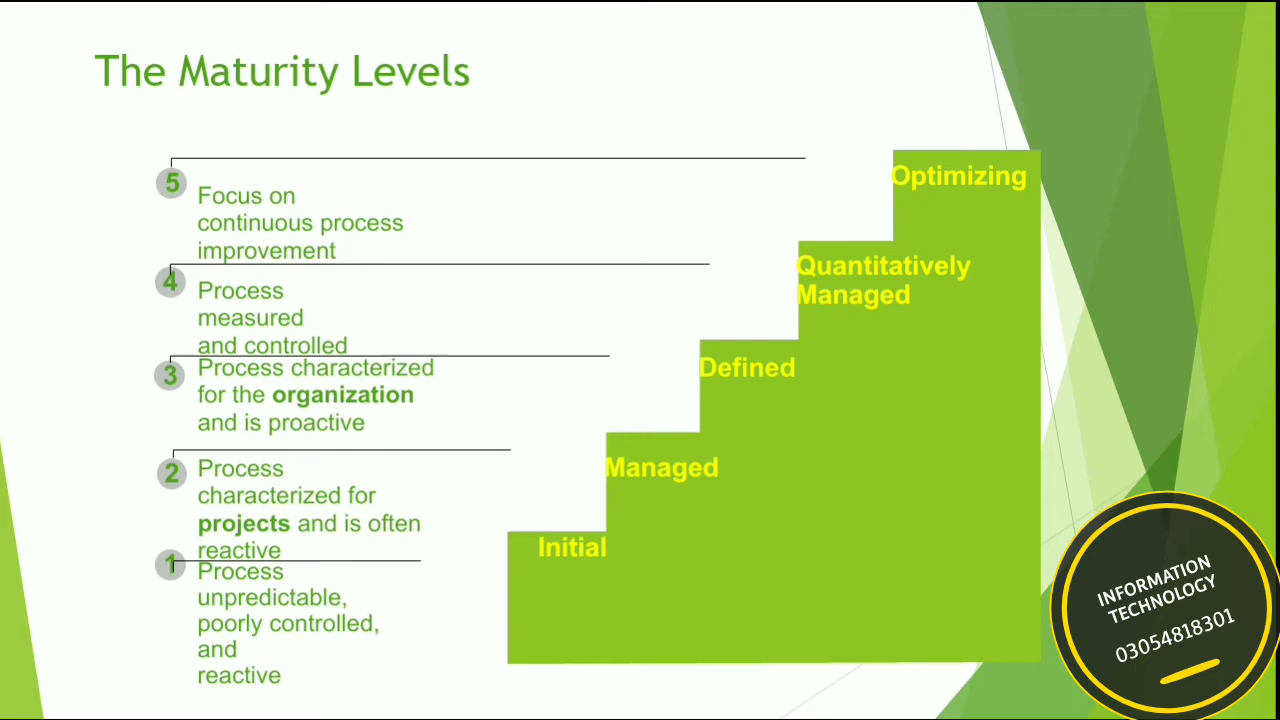 The Maturity Levels
5
Focus on
continuous process
improvement
Optimizing
4
Process
measured
and controlled
Quantitatively
Managed
3
Process characterized
for the organization
and is proactive
Defined
2
Process
characterized for
projects and is often
reactive
Managed
1
Process
unpredictable,
poorly controlled,
and
reactive
Initial
INFORMATION
TECHNOLOGY
03054818301